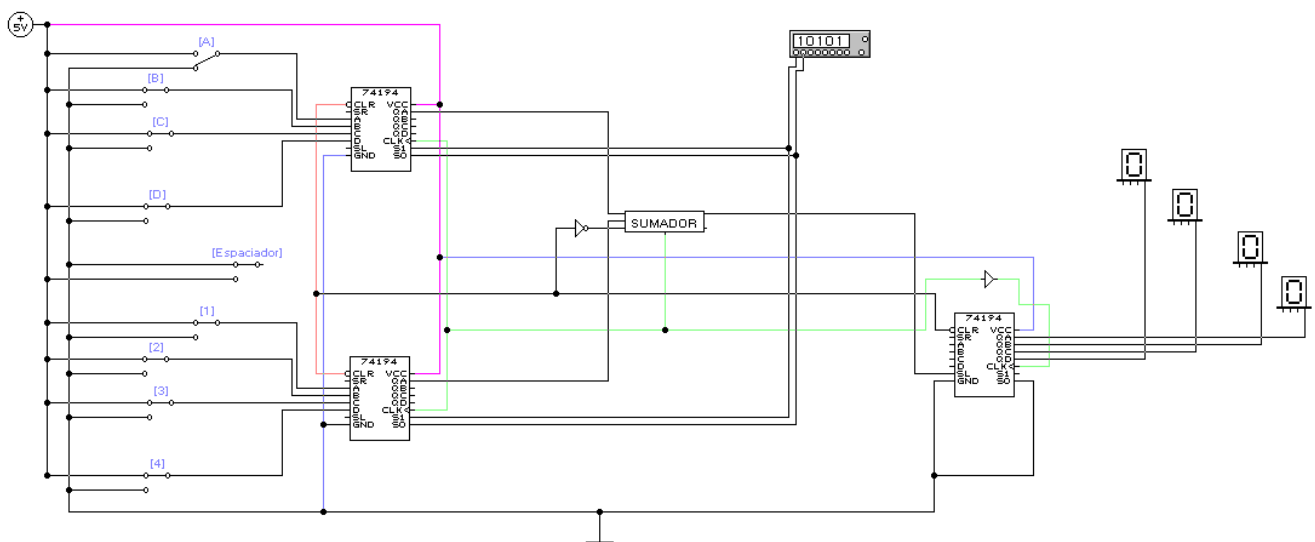 +
5V
[A]
[B]
[C]
[D]
[Espaciador]
[1]
[2]
[3]
[4]
74194
CLR VCC
SR QA
A QB
B QC
C QD
D CLK
SL S1
GND S0
74194
CLR VCC
SR QA
A QB
B QC
C QD
D CLK
SL S1
GND S0
SUMADOR
10101
74194
CLR VCC
SR QA
A QB
B QC
C QD
D CLK
SL S1
GND S0
0
0
0
0